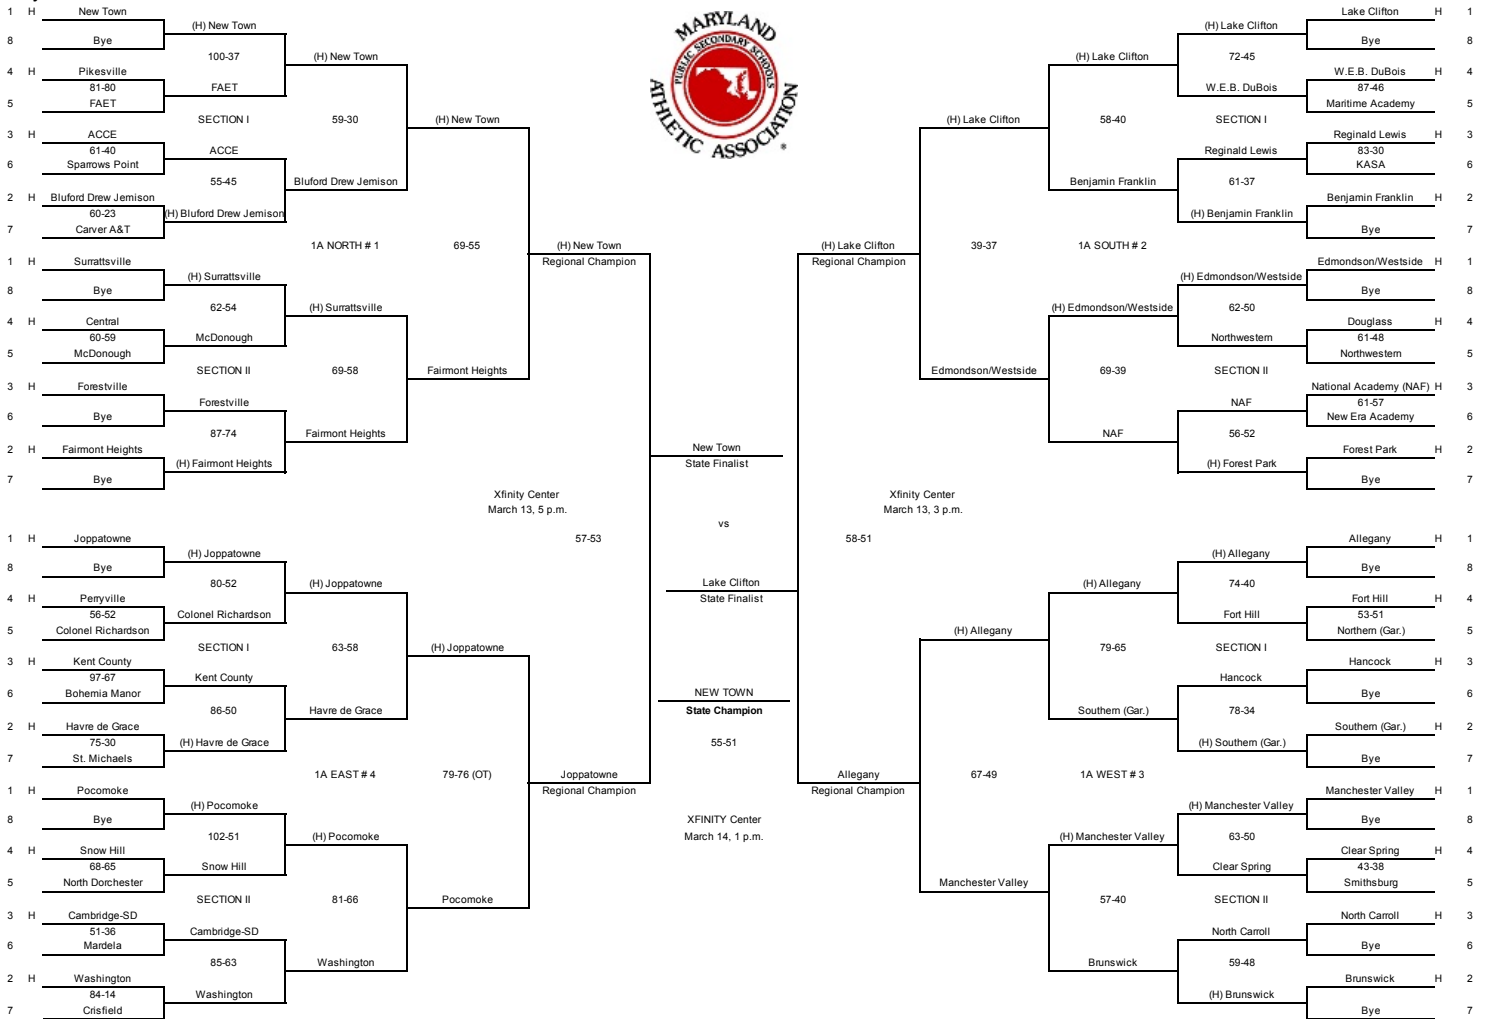 MARYLAND
PUBLIC SECONDARY SCHOOLS
ATHLETIC ASSOCIATION
®
1 H New Town
(H) New Town
8 Bye
100-37
(H) New Town
4 H Pikesville
81-80
FAET
5 FAET
SECTION I
59-30
(H) New Town
3 H ACCE
61-40
ACCE
6 Sparrows Point
55-45
Bluford Drew Jemison
2 H Bluford Drew Jemison
60-23
(H) Bluford Drew Jemison
7 Carver A&T
1A NORTH # 1
69-55
(H) New Town
Regional Champion
1 H Surrattsville
(H) Surrattsville
8 Bye
62-54
(H) Surrattsville
4 H Central
60-59
McDonough
5 McDonough
SECTION II
69-58
Fairmont Heights
3 H Forestville
Forestville
6 Bye
87-74
Fairmont Heights
2 H Fairmont Heights
(H) Fairmont Heights
7 Bye
New Town
State Finalist
Xfinity Center
March 13, 5 p.m.
57-53
vs
Lake Clifton
State Finalist
1 H Joppatowne
(H) Joppatowne
8 Bye
80-52
(H) Joppatowne
4 H Perryville
56-52
Colonel Richardson
5 Colonel Richardson
SECTION I
63-58
(H) Joppatowne
3 H Kent County
97-67
Kent County
6 Bohemia Manor
86-50
Havre de Grace
2 H Havre de Grace
75-30
(H) Havre de Grace
7 St. Michaels
1A EAST # 4
79-76 (OT)
Joppatowne
Regional Champion
1 H Pocomoke
(H) Pocomoke
8 Bye
102-51
(H) Pocomoke
4 H Snow Hill
68-65
Snow Hill
5 North Dorchester
SECTION II
81-66
Pocomoke
3 H Cambridge-SD
51-36
Cambridge-SD
6 Mardela
85-63
Washington
2 H Washington
84-14
Washington
7 Crisfield
NEW TOWN
State Champion
55-51
XFINITY Center
March 14, 1 p.m.
Lake Clifton H 1
(H) Lake Clifton
Bye 8
72-45
(H) Lake Clifton
W.E.B. DuBois H 4
87-46
W.E.B. DuBois
Maritime Academy 5
SECTION I
58-40
(H) Lake Clifton
Reginald Lewis H 3
83-30
Reginald Lewis
KASA 6
61-37
Benjamin Franklin
Benjamin Franklin H 2
(H) Benjamin Franklin
Bye 7
1A SOUTH # 2
39-37
(H) Lake Clifton
Regional Champion
Edmondson/Westside H 1
(H) Edmondson/Westside
Bye 8
62-50
(H) Edmondson/Westside
Douglass H 4
61-48
Northwestern
Northwestern 5
SECTION II
69-39
Edmondson/Westside
National Academy (NAF) H 3
61-57
NAF
New Era Academy 6
56-52
NAF
Forest Park H 2
(H) Forest Park
Bye 7
Xfinity Center
March 13, 3 p.m.
58-51
Allegany H 1
(H) Allegany
Bye 8
74-40
(H) Allegany
Fort Hill H 4
53-51
Fort Hill
Northern (Gar.) 5
SECTION I
79-65
(H) Allegany
Hancock H 3
Hancock
Bye 6
78-34
Southern (Gar.)
Southern (Gar.) H 2
(H) Southern (Gar.)
Bye 7
1A WEST # 3
67-49
Allegany
Regional Champion
Manchester Valley H 1
(H) Manchester Valley
Bye 8
63-50
(H) Manchester Valley
Clear Spring H 4
43-38
Clear Spring
Smithsburg 5
SECTION II
57-40
Manchester Valley
North Carroll H 3
North Carroll
Bye 6
59-48
Brunswick
Brunswick H 2
(H) Brunswick
Bye 7